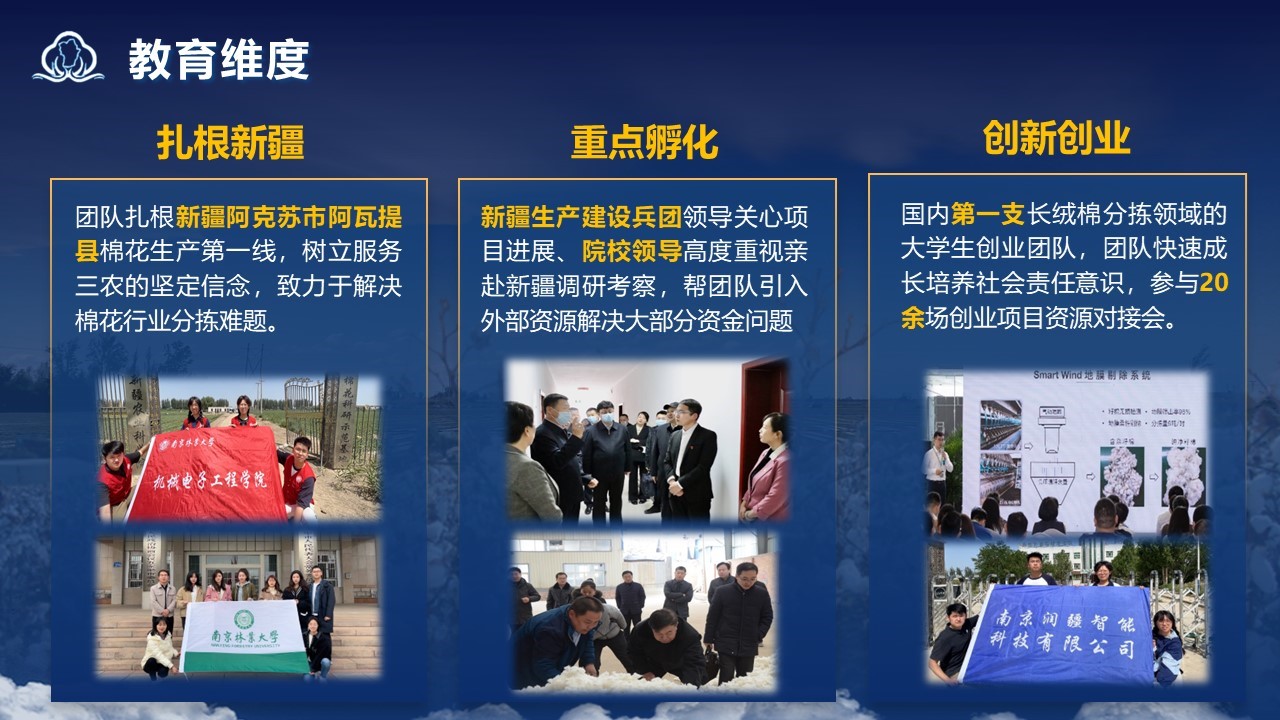 教育维度
扎根新疆
团队扎根新疆阿克苏市阿瓦提
县棉花生产第一线，树立服务
三农的坚定信念，致力于解决
棉花行业分拣难题。
南京林业大学
机械电子工程学院
南京林业大学
NANJING FORESTRY UNIVERSITY
重点孵化
新疆生产建设兵团领导关心项
目进展、院校领导高度重视亲
赴新疆调研考察，帮团队引入
外部资源解决大部分资金问题
创新创业
国内第一支长绒棉分拣领域的
大学生创业团队，团队快速成
长培养社会责任意识，参与20
余场创业项目资源对接会。
Smart Wind 地膜剔除系统
南京润疆智能
科技有限公司